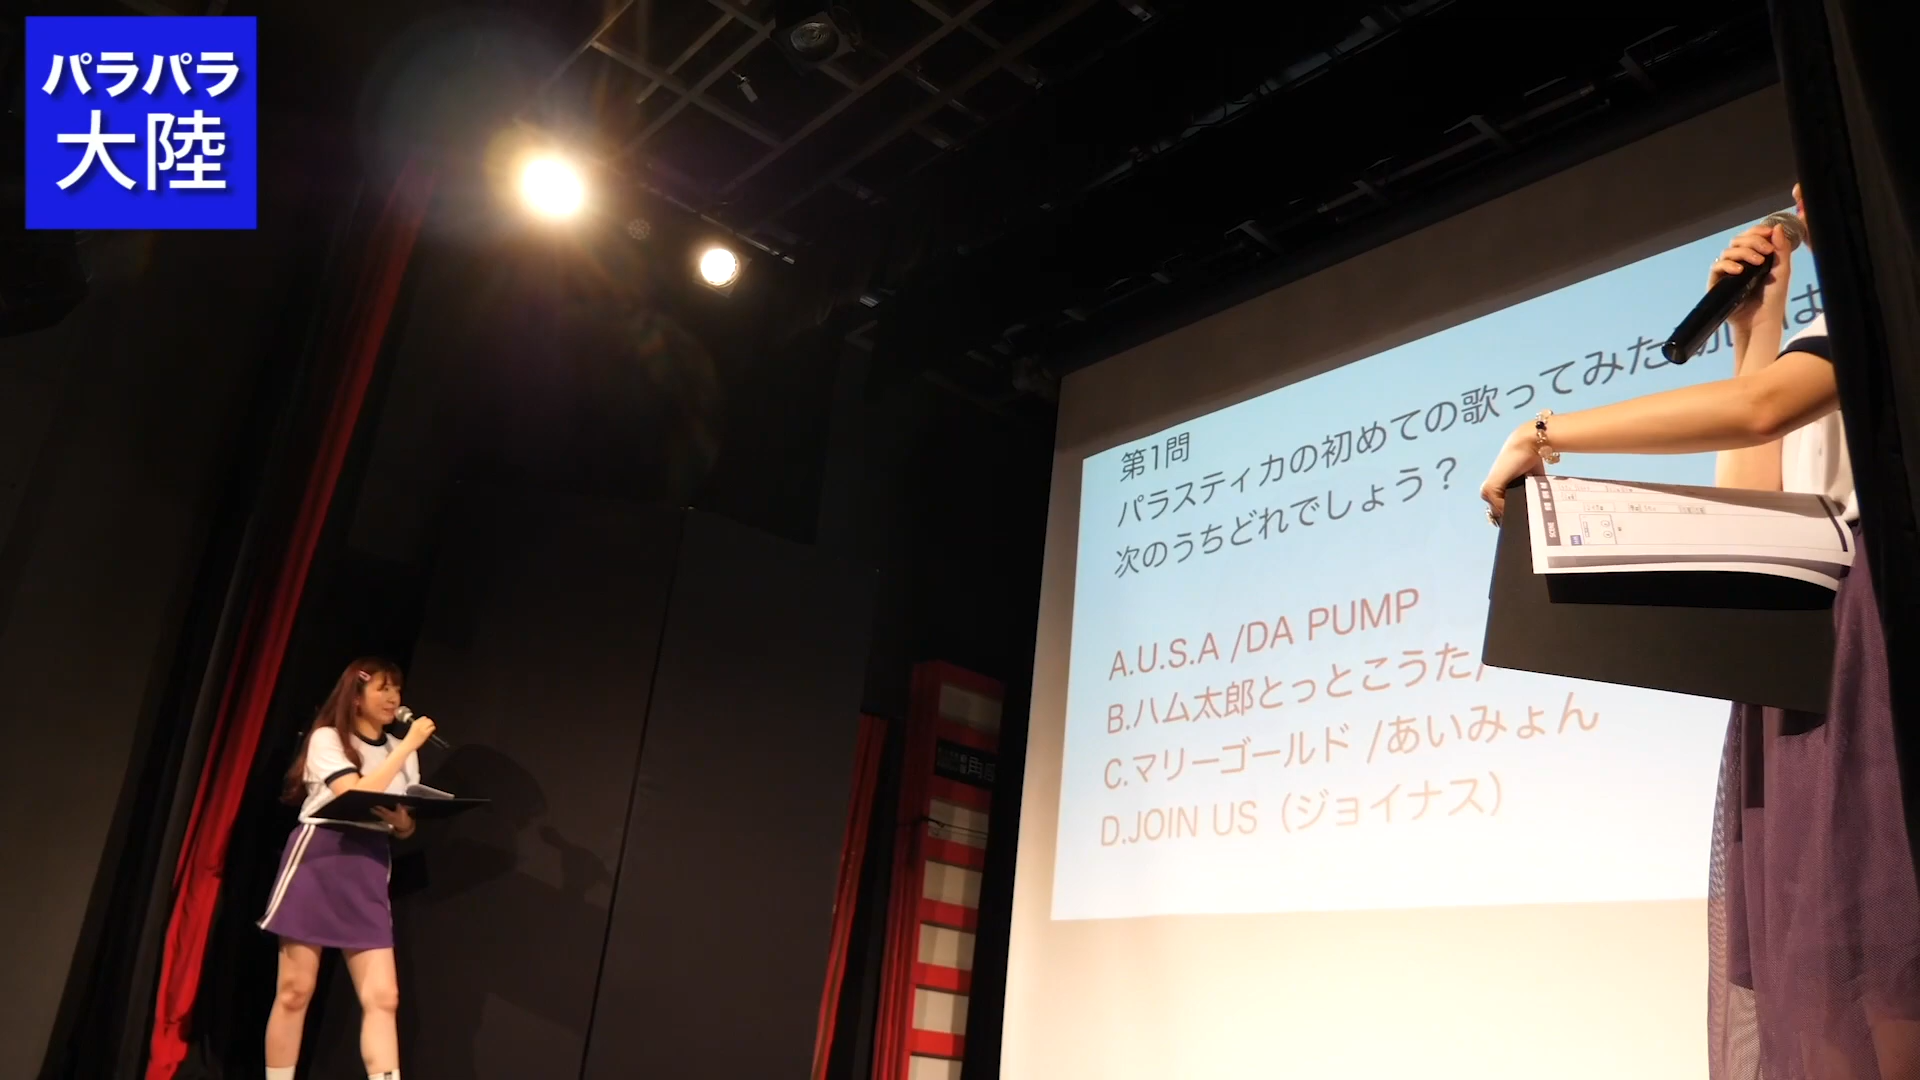 パラパラ
大陸
第1問
パラスティカの初めての歌ってみた
は
次のうちどれでしょう？
A.U.S.A /DA PUMP
B.ハム太郎とっとこうた/
C.マリーゴールド /あいみょん
D.JOIN US（ジョイナス）